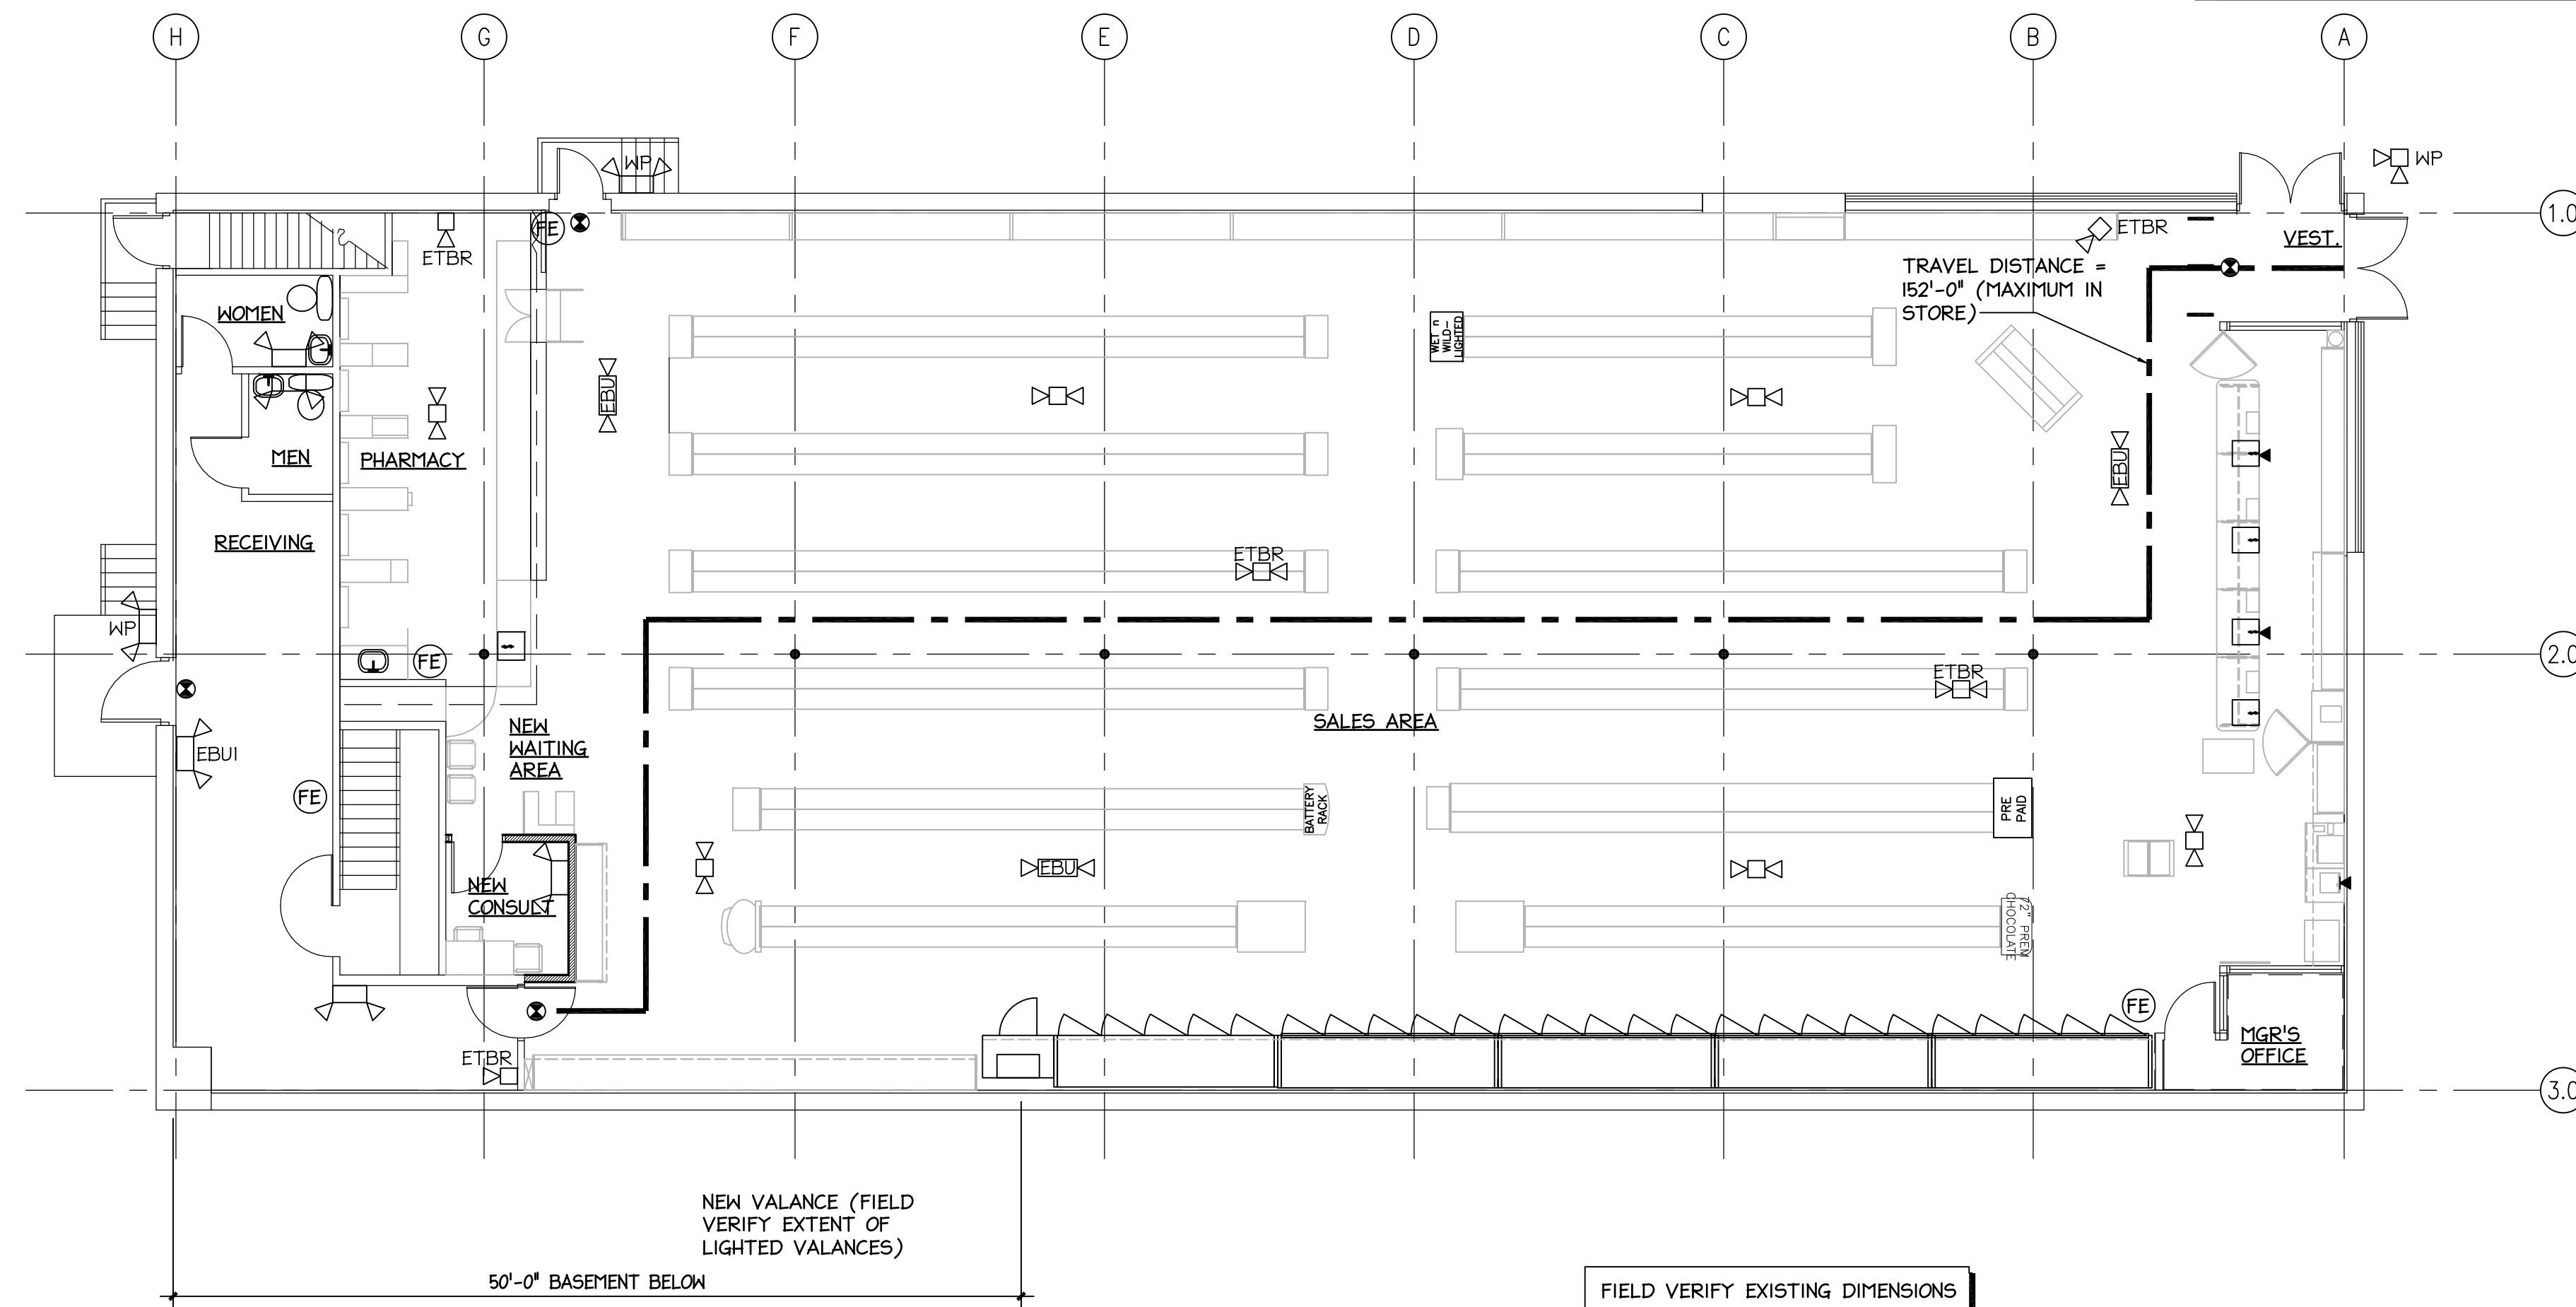 H G F E D C B A
WP
WP
1.0
FE
ETBR
ETBR
VEST.
TRAVEL DISTANCE =
152'-0" (MAXIMUM IN
STORE)
WOMEN
WET n
WILD-
LIGHTED
EBU
MEN
PHARMACY
EBU
RECEIVING
ETBR
WP
FE
2.0
ETBR
NEW
WAITING
AREA
SALES AREA
EBUI
FE
BATTERY
RACK
PRE
PAID
EBU
NEW
CONSULT
72" PREM
CHOCOLATE
FE
MGR'S
OFFICE
ETBR
3.0
NEW VALANCE (FIELD
VERIFY EXTENT OF
LIGHTED VALANCES)
50'-0" BASEMENT BELOW
FIELD VERIFY EXISTING DIMENSIONS